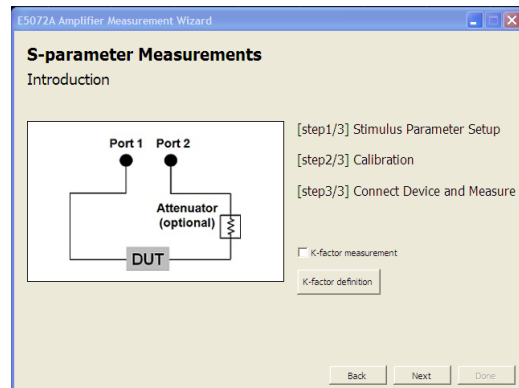 E5072A Amplifier Measurement Wizard
S-parameter Measurements
Introduction
Port 1 Port 2
Attenuator
(optional)
DUT
[step1/3] Stimulus Parameter Setup
[step2/3] Calibration
[step3/3] Connect Device and Measure
K-factor measurement
K-factor definition
Back Next Done